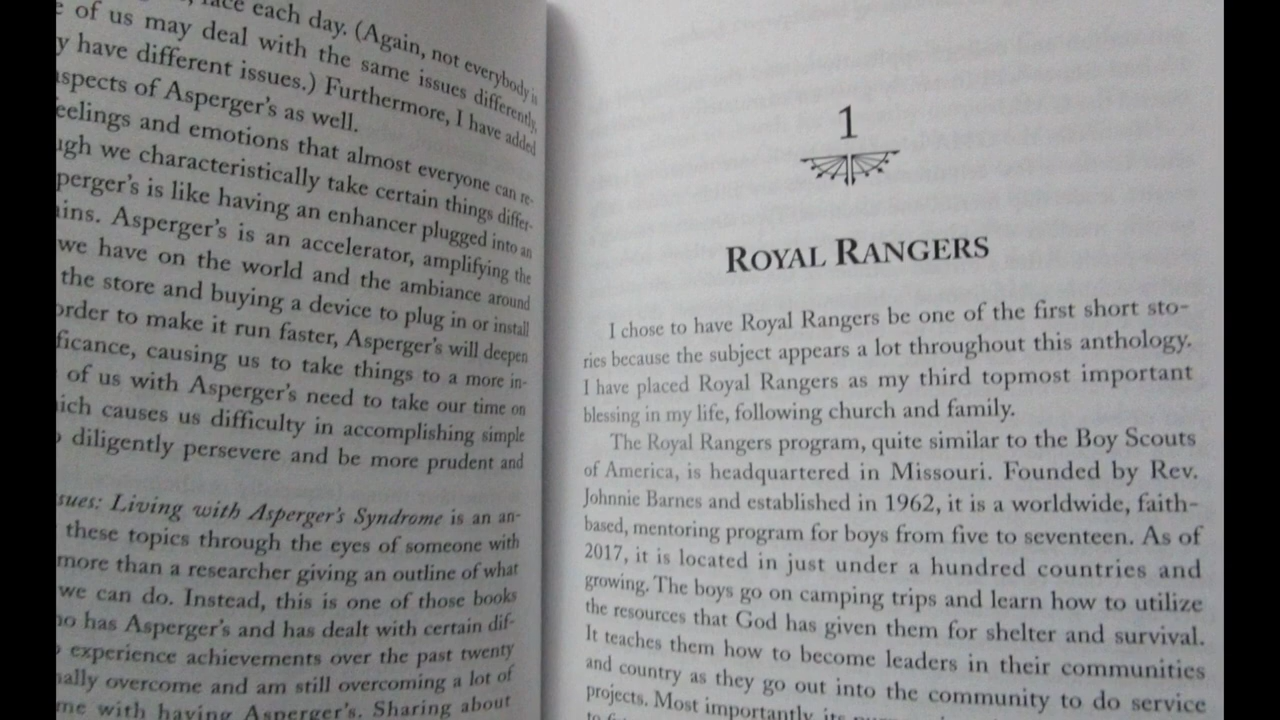 face each day. (Again, not everybody is
of us may deal with the same issues differently,
y have different issues.) Furthermore, I have added
spects of Asperger's as well.
eelings and emotions that almost everyone can re-
ugh we characteristically take certain things differ-
perger's is like having an enhancer plugged into an
ins. Asperger's is an accelerator, amplifying the
we have on the world and the ambiance around
the store and buying a device to plug in or install
order to make it run faster, Asperger's will deepen
ficance, causing us to take things to a more in-
of us with Asperger's need to take our time on
ich causes us difficulty in accomplishing simple
diligently persevere and be more prudent and
sues: Living with Asperger's Syndrome is an an-
these topics through the eyes of someone with
more than a researcher giving an outline of what
we can do. Instead, this is one of those books
ho has Asperger's and has dealt with certain dif-
experience achievements over the past twenty
nally overcome and am still overcoming a lot of
me with having Asperger's. Sharing about
1
ROYAL RANGERS
I chose to have Royal Rangers be one of the first short sto-
ries because the subject appears a lot throughout this anthology.
I have placed Royal Rangers as my third topmost important
blessing in my life, following church and family.
The Royal Rangers program, quite similar to the Boy Scouts
of America, is headquartered in Missouri. Founded by Rev.
Johnnie Barnes and established in 1962, it is a worldwide, faith-
based, mentoring program for boys from five to seventeen. As of
2017, it is located in just under a hundred countries and
growing. The boys go on camping trips and learn how to utilize
the resources that God has given them for shelter and survival.
It teaches them how to become leaders in their communities
and country as they go out into the community to do service
projects. Most importantly, its